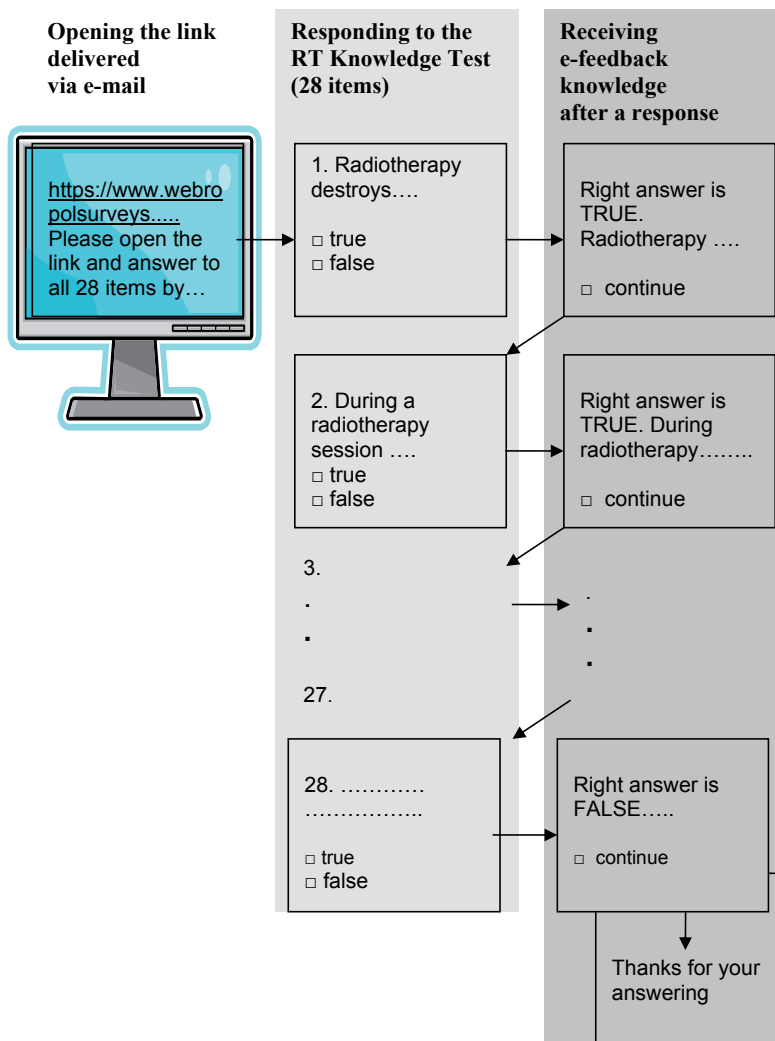 Opening the link
delivered
via e-mail
Responding to the
RT Knowledge Test
(28 items)
Receiving
e-feedback
knowledge
after a response
https://www.webro
polsurveys.....
Please open the
link and answer to
all 28 items by…
1. Radiotherapy
destroys….
□ true
□ false
Right answer is
TRUE.
Radiotherapy ….
□ continue
2. During a
radiotherapy
session ….
□ true
□ false
Right answer is
TRUE. During
radiotherapy……..
□ continue
3.
.
.
27.
.
.
.
28. …………
……………..
□ true
□ false
Right answer is
FALSE…..
□ continue
Thanks for your
answering